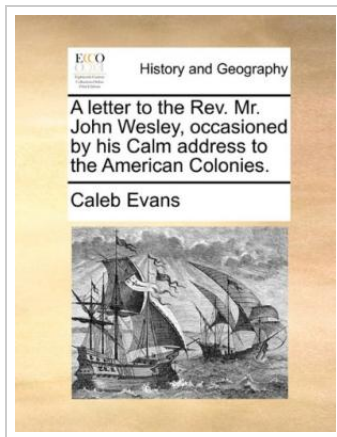 ECCO
History and Geography
A letter to the Rev. Mr.
John Wesley, occasioned
by his Calm address to
the American Colonies.
Caleb Evans